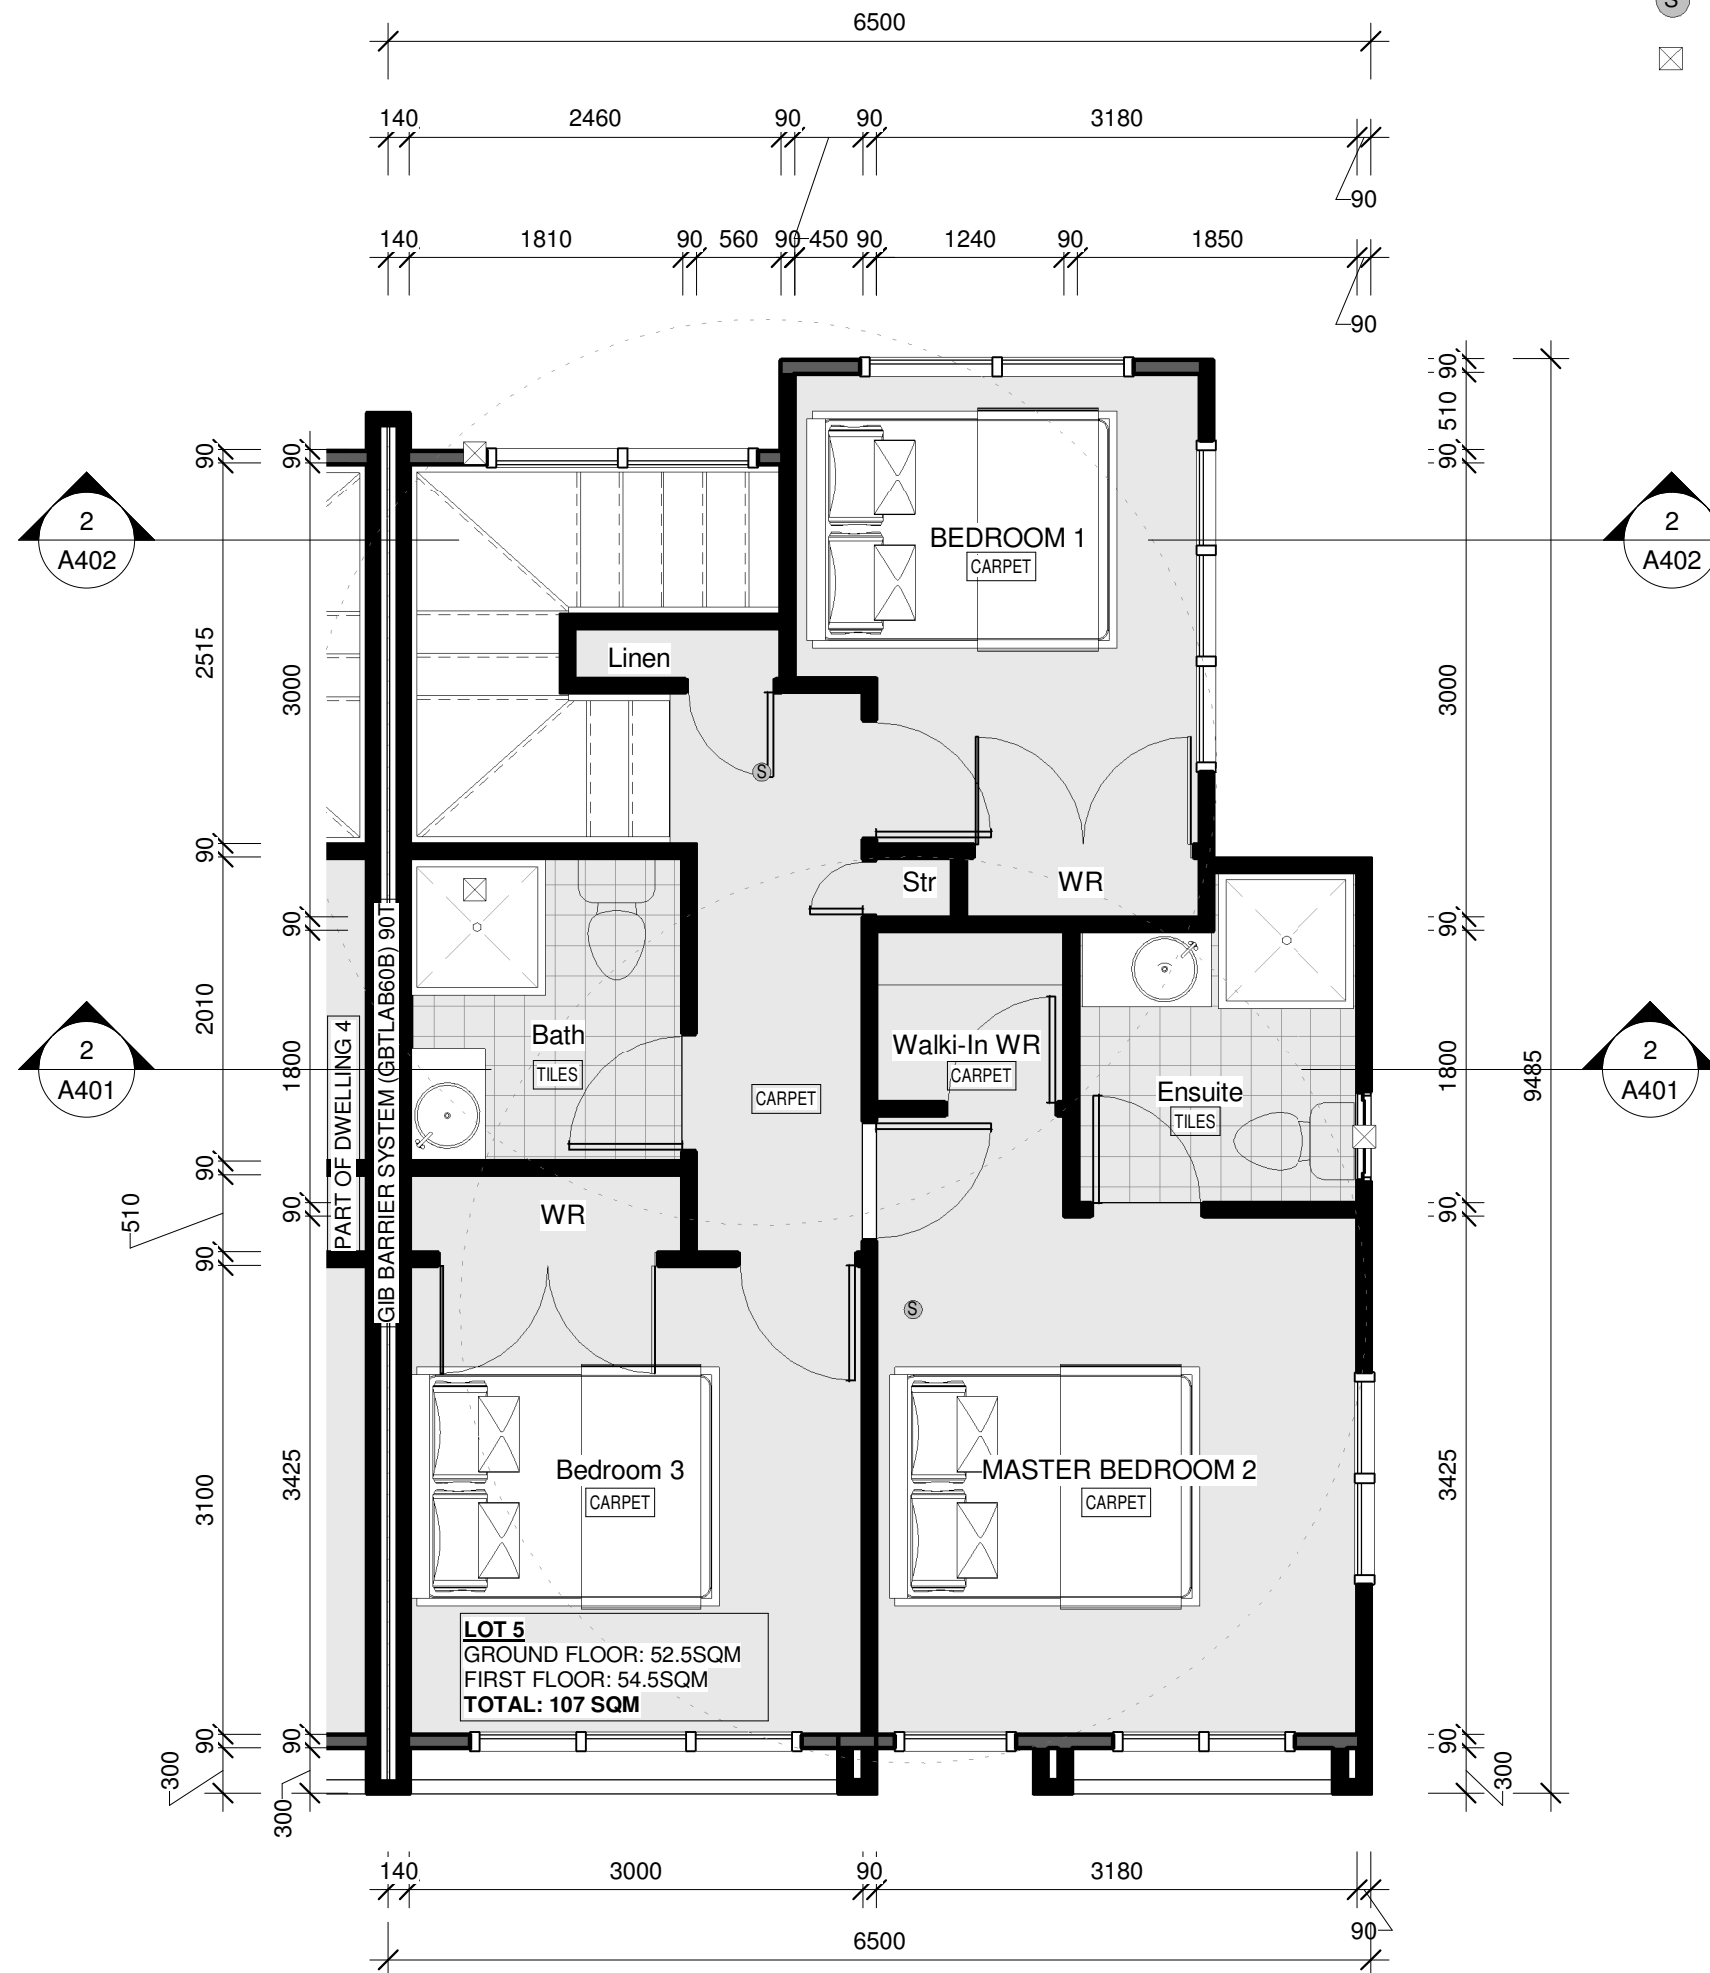 S
6500
140 2460 90 90 3180
90
140 1810 90 560 90 450 90 1240 90 1850
90
90 510 90
90 90
2
A402
2
A402
BEDROOM 1
CARPET
Linen
2515
3000
3000
9485
S
90
90
90
Str
WR
GIB BARRIER SYSTEM (GBTLAB60B) 90T
PART OF DWELLING 4
2010
1800
1800
2
A401
2
A401
Bath
TILES
CARPET
Walki-In WR
CARPET
Ensuite
TILES
90
90
90
90
510
WR
S
3100
3425
3425
Bedroom 3
CARPET
MASTER BEDROOM 2
CARPET
LOT 5
GROUND FLOOR: 52.5SQM
FIRST FLOOR: 54.5SQM
TOTAL: 107 SQM
90 90 90
300 300 300
140 3000 90 3180
90
6500